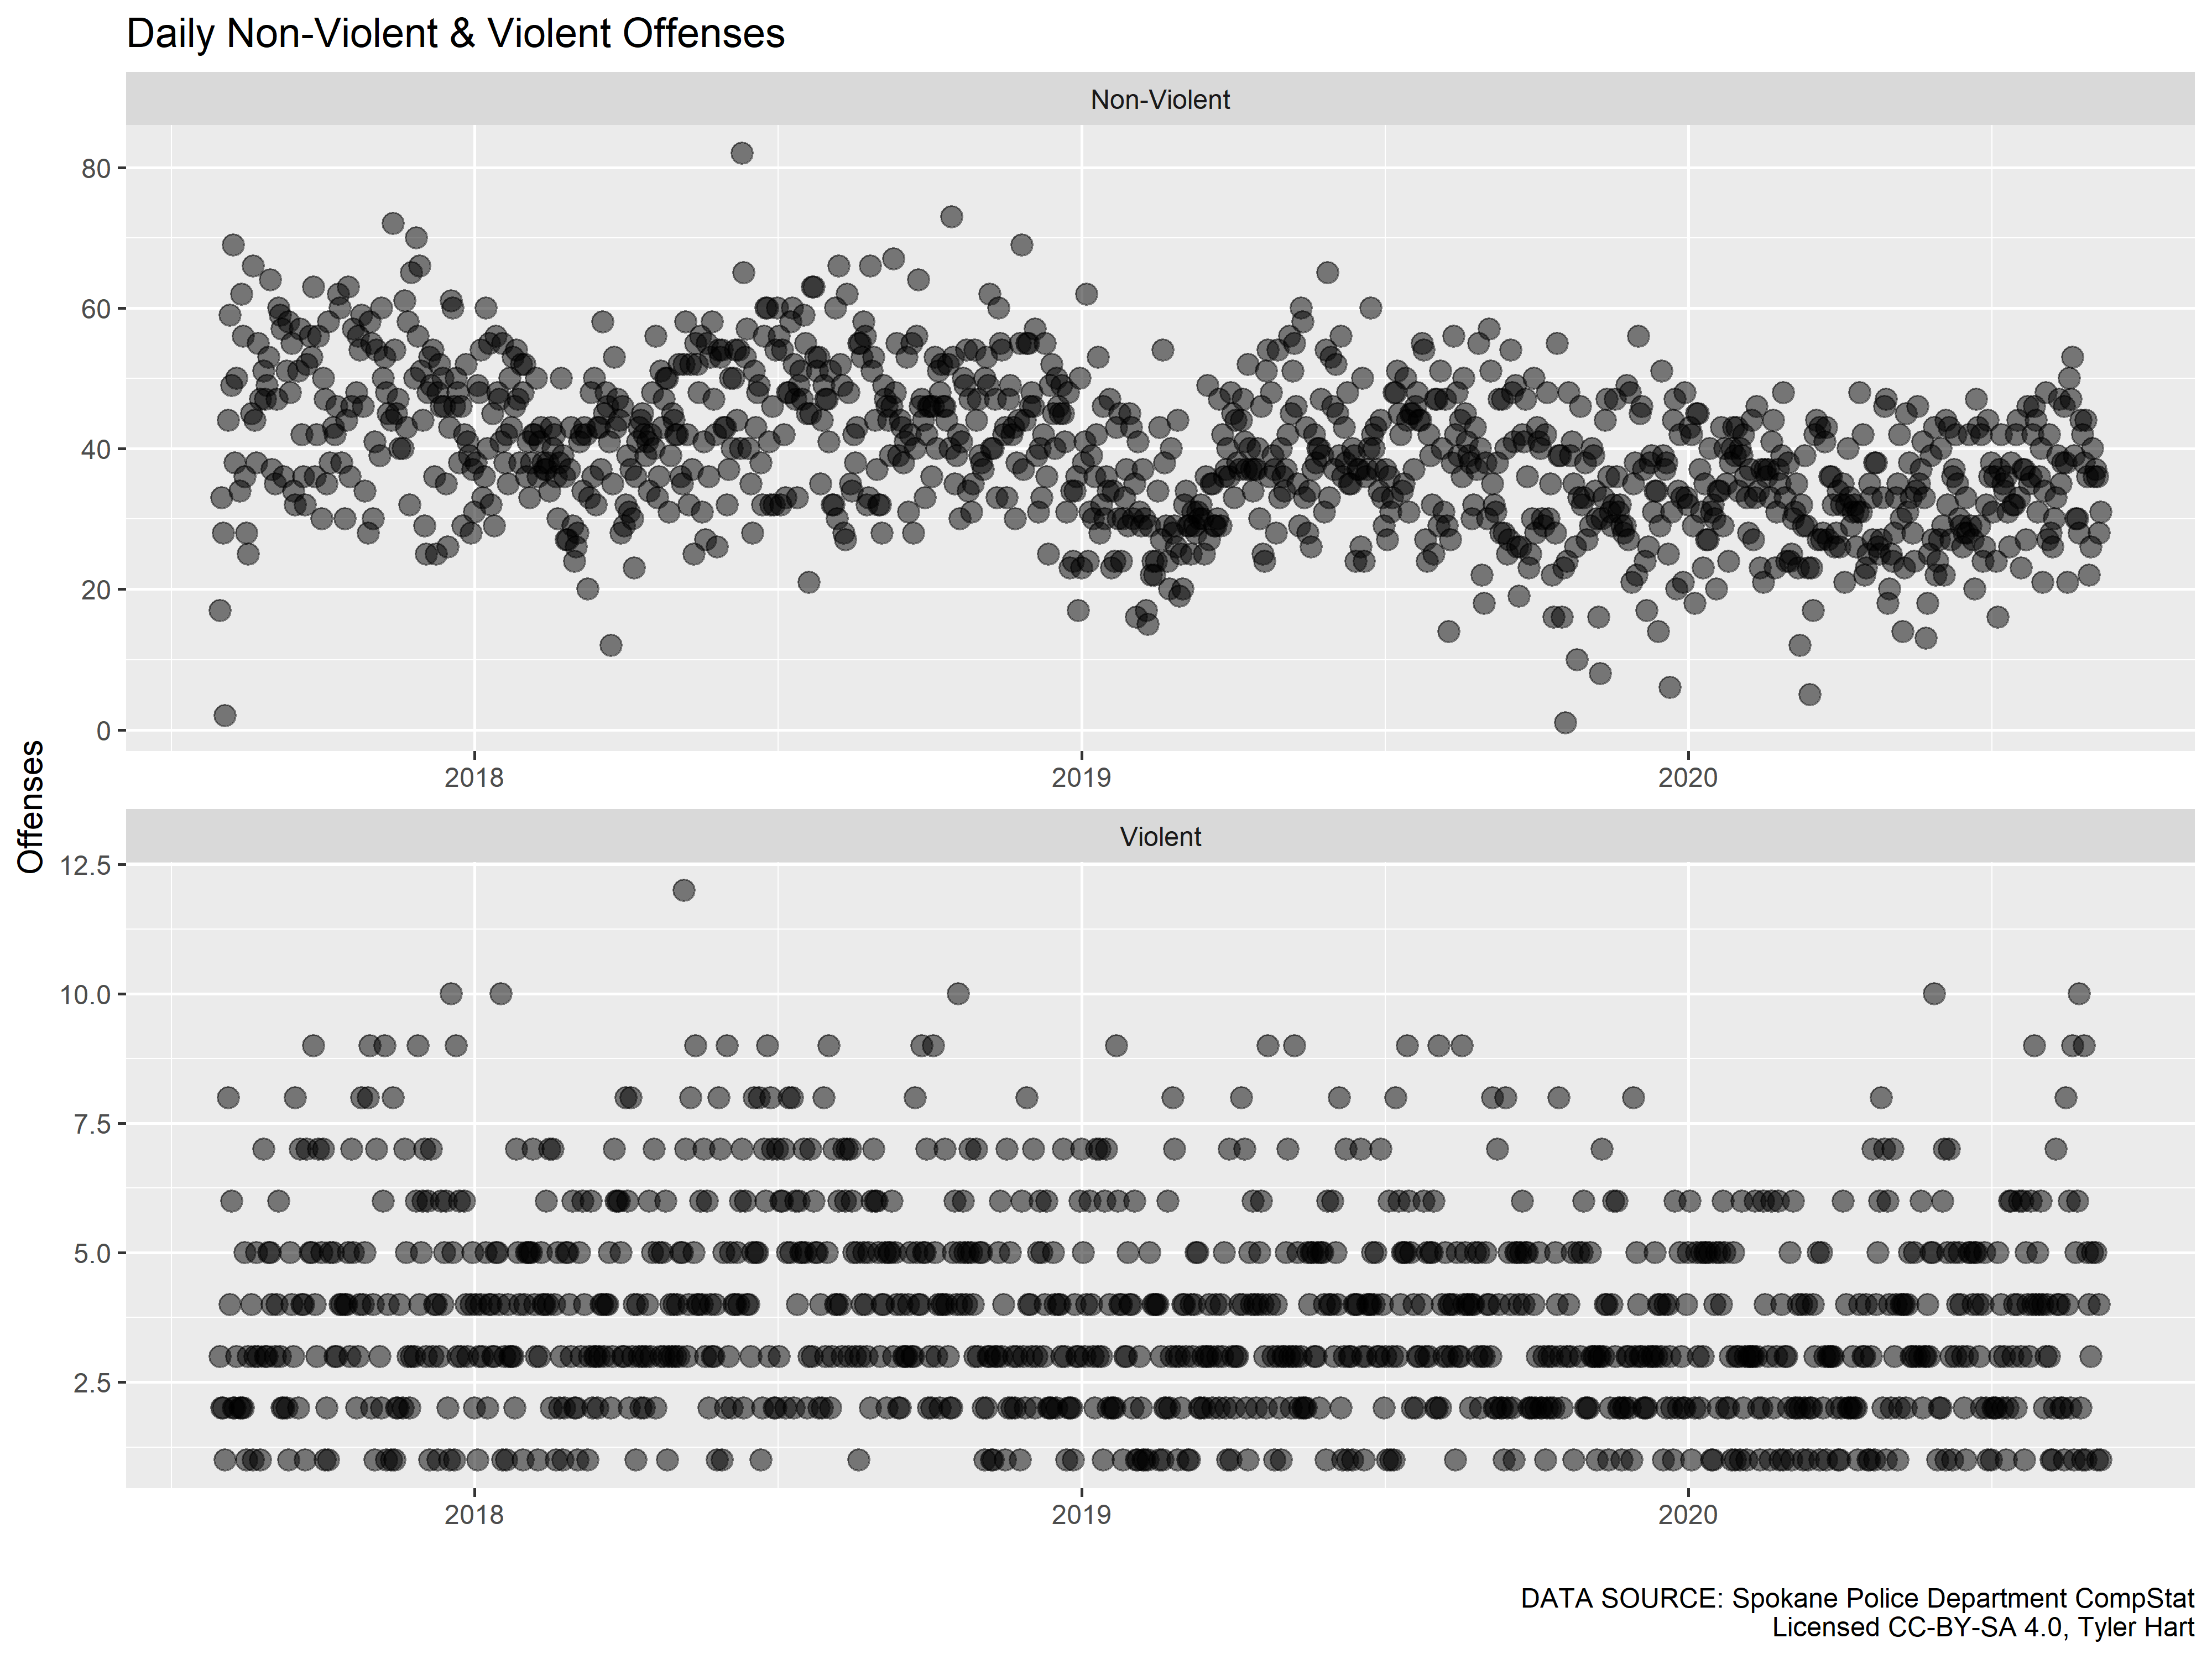 Daily Non-Violent & Violent Offenses
Non-Violent
80
60
40
20
0
2018 2019 2020
Offenses
Violent
12.5
10.0
7.5
5.0
2.5
2018 2019 2020
DATA SOURCE: Spokane Police Department CompStat
Licensed CC-BY-SA 4.0, Tyler Hart